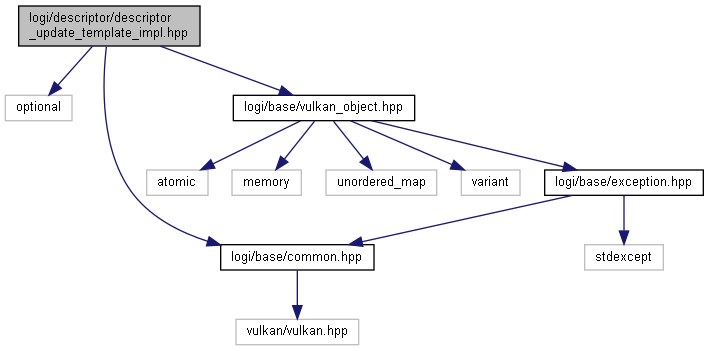 logi/descriptor/descriptor
_update_template_impl.hpp
optional
logi/base/vulkan_object.hpp
atomic
memory
unordered_map
variant
logi/base/exception.hpp
logi/base/common.hpp
stdexcept
vulkan/vulkan.hpp